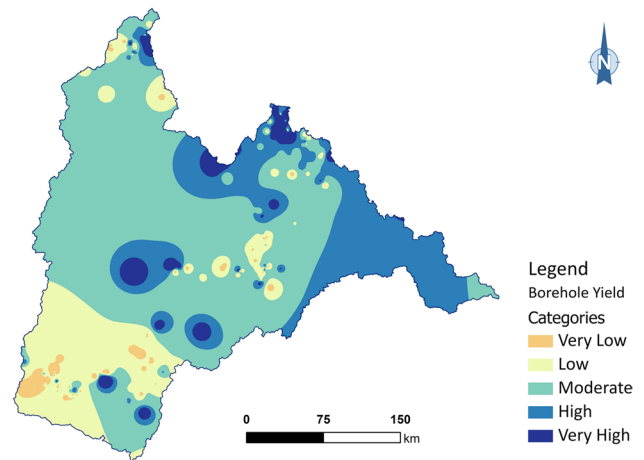 N
Legend
Borehole Yield
Categories
Very Low
Low
Moderate
High
Very High
0 75 150
km